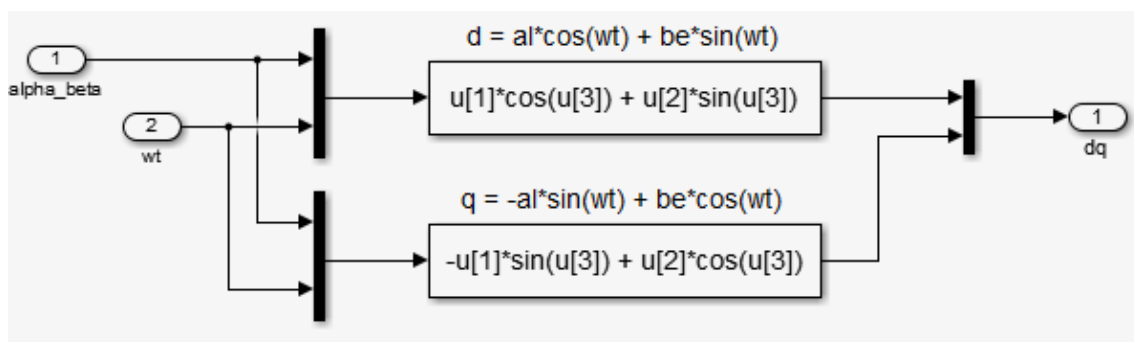 d = al*cos(wt) + be*sin(wt)
1
alpha_beta
u[1]*cos(u[3]) + u[2]*sin(u[3])
2
wt
1
dq
q = -al*sin(wt) + be*cos(wt)
-u[1]*sin(u[3]) + u[2]*cos(u[3])